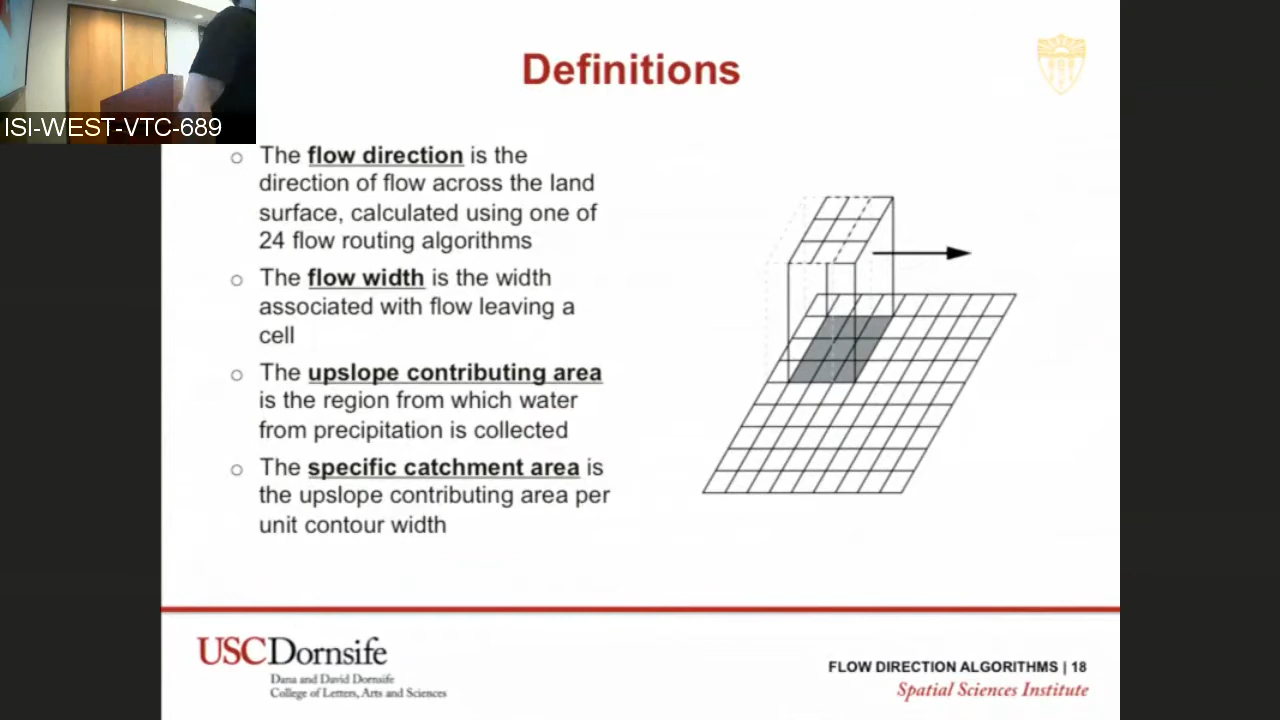 ISI-WEST-VTC-689
Definitions
○ The flow direction is the
direction of flow across the land
surface, calculated using one of
24 flow routing algorithms
○ The flow width is the width
associated with flow leaving a
cell
○ The upslope contributing area
is the region from which water
from precipitation is collected
○ The specific catchment area is
the upslope contributing area per
unit contour width
USCDornsife
Dana and David Dornsife
College of Letters, Arts and Sciences
FLOW DIRECTION ALGORITHMS | 18
Spatial Sciences Institute